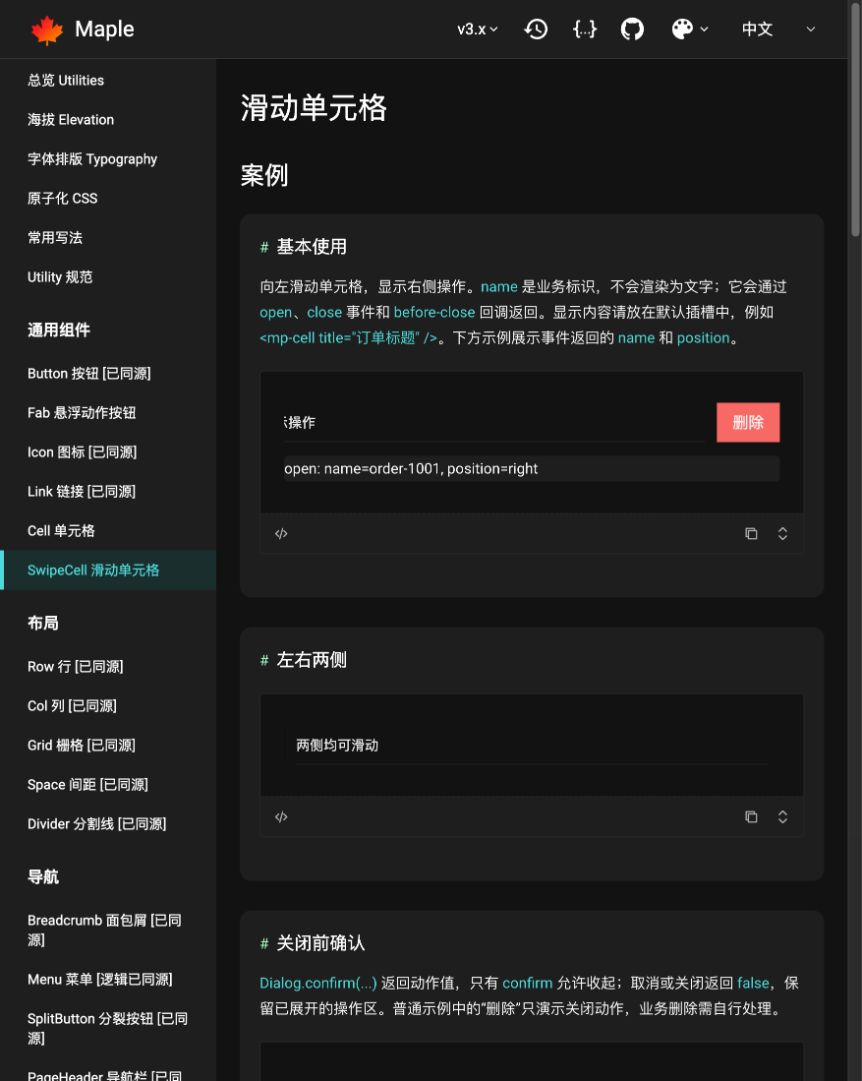 Maple
v3.x
{...}
中文
总览 Utilities
海拔 Elevation
字体排版 Typography
原子化 CSS
常用写法
Utility 规范
通用组件
Button 按钮 [已同源]
Fab 悬浮动作按钮
Icon 图标 [已同源]
Link 链接 [已同源]
Cell 单元格
SwipeCell 滑动单元格
布局
Row 行 [已同源]
Col 列 [已同源]
Grid 栅格 [已同源]
Space 间距 [已同源]
Divider 分割线 [已同源]
导航
Breadcrumb 面包屑 [已同
源]
Menu 菜单 [逻辑已同源]
SplitButton 分裂按钮 [已同
源]
PageHeader 导航栏 [已同
滑动单元格
案例
# 基本使用
向左滑动单元格，显示右侧操作。name 是业务标识，不会渲染为文字；它会通过
open、close 事件和 before-close 回调返回。显示内容请放在默认插槽中，例如
<mp-cell title="订单标题" />。下方示例展示事件返回的 name 和 position。
操作
删除
open: name=order-1001, position=right
</>
# 左右两侧
两侧均可滑动
</>
# 关闭前确认
Dialog.confirm(...) 返回动作值，只有 confirm 允许收起；取消或关闭返回 false，保
留已展开的操作区。普通示例中的“删除”只演示关闭动作，业务删除需自行处理。